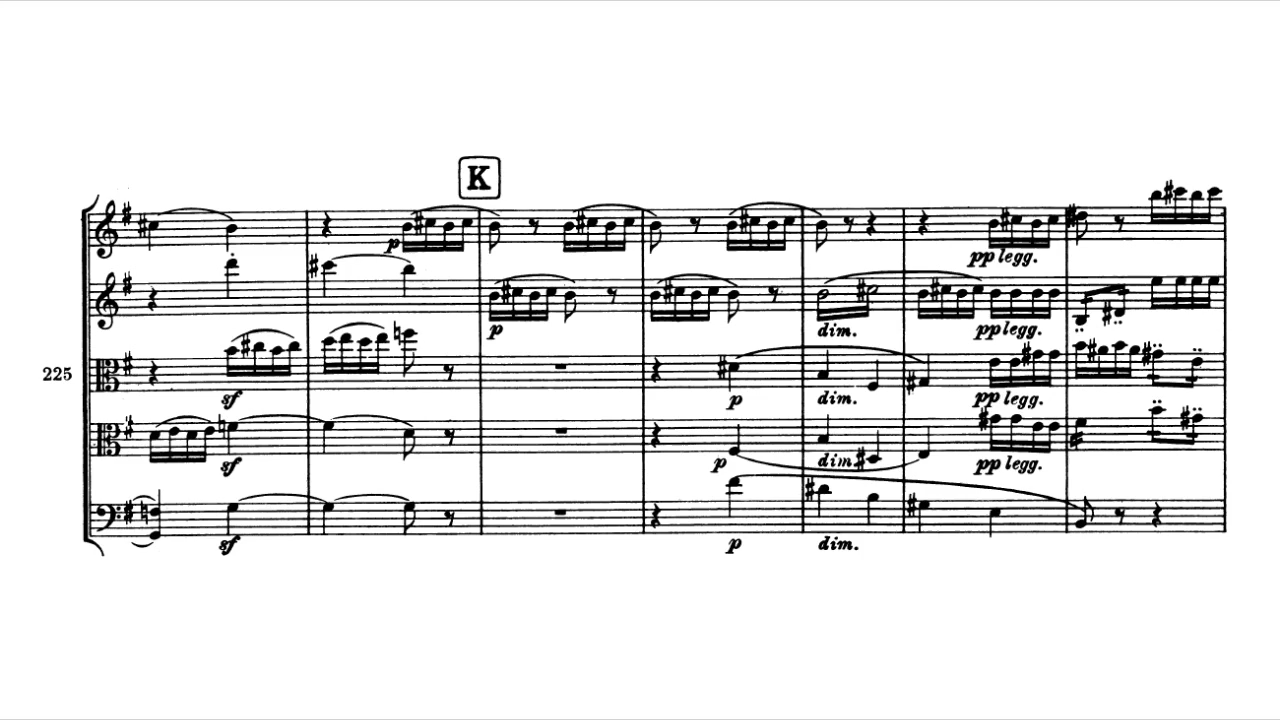 K
p
pp legg.
p
dim.
pp legg.
225
sf
p
dim.
pp legg.
sf
p
dim.
pp legg.
sf
p
dim.